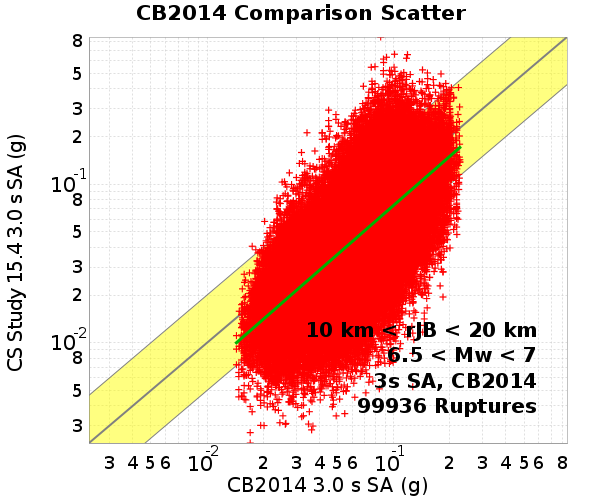 CB2014 Comparison Scatter
CS Study 15.4 3.0 s SA (g)
8
5
3
2
10⁻¹
8
5
3
2
10⁻²
8
5
3
10 km < rJB < 20 km
6.5 < Mw < 7
3s SA, CB2014
99936 Ruptures
3 4 5 6 10⁻² 2 3 4 5 6 10⁻¹ 2 3 4 5 6 8
CB2014 3.0 s SA (g)